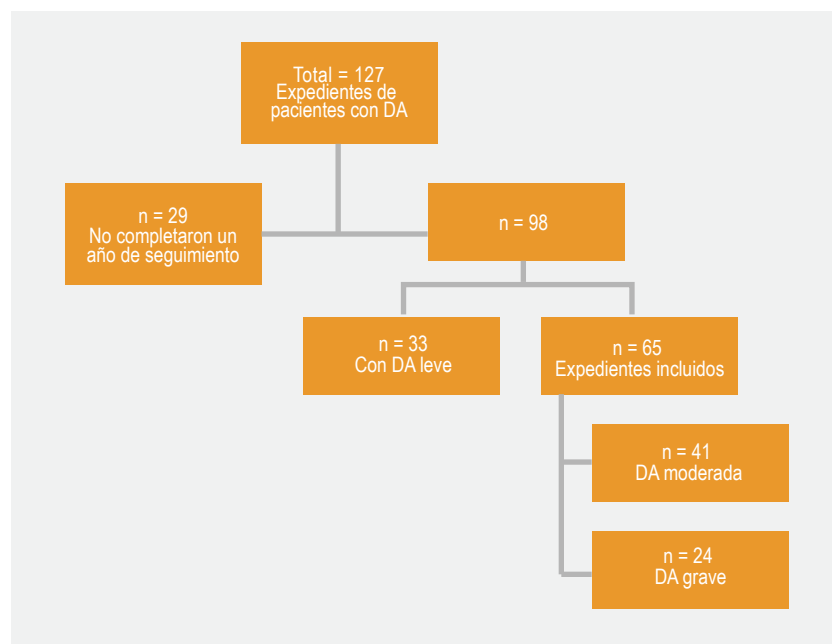 Total = 127
Expedientes de
pacientes con DA
n = 29
No completaron un
año de seguimiento
n = 98
n = 33
Con DA leve
n = 65
Expedientes incluidos
n = 41
DA moderada
n = 24
DA grave